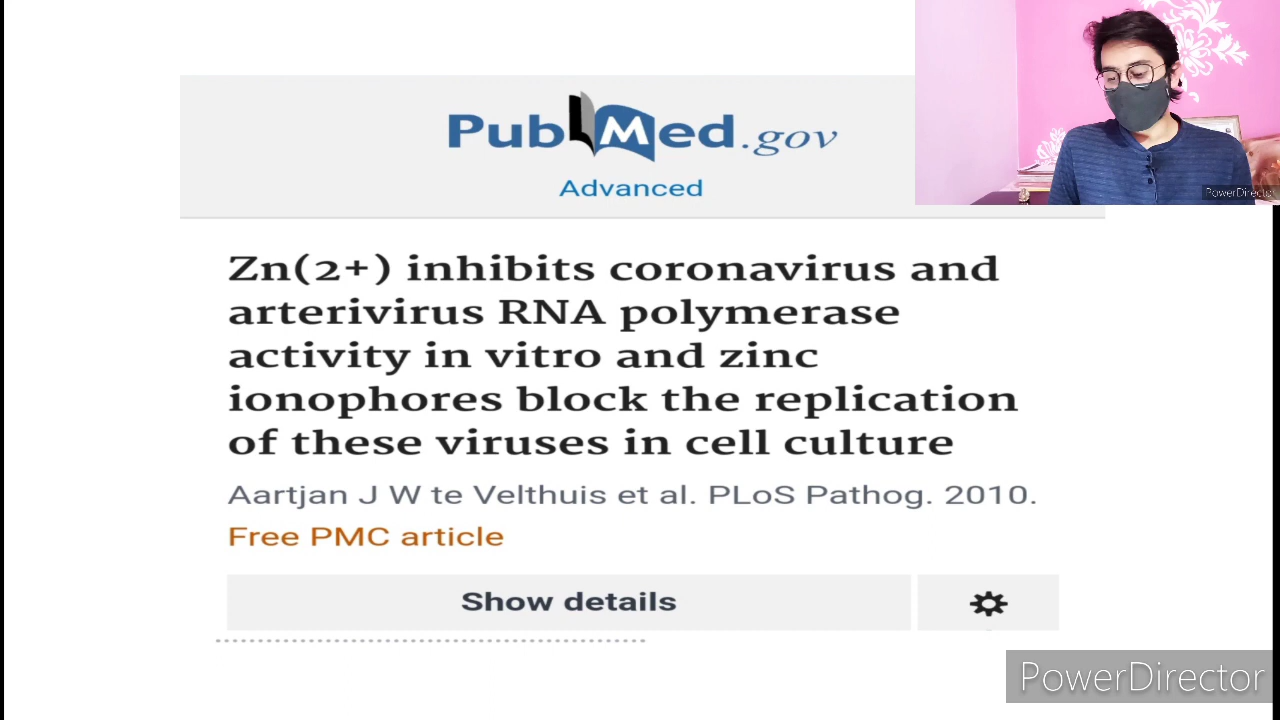 PubMed.gov
Advanced
PowerDirector
Zn(2+) inhibits coronavirus and
arterivirus RNA polymerase
activity in vitro and zinc
ionophores block the replication
of these viruses in cell culture
Aartjan J W te Velthuis et al. PLoS Pathog. 2010.
Free PMC article
Show details
PowerDirector